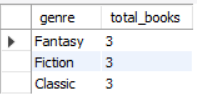 genre total_books
Fantasy 3
Fiction 3
Classic 3